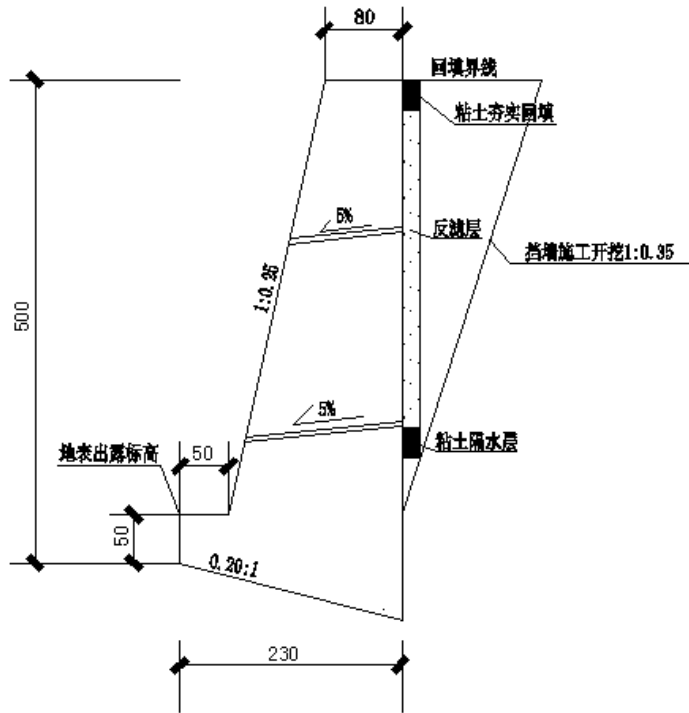 80
回填界线
粘土夯实回填
5%
反滤层
挡墙施工开挖1:0.35
1:0.25
500
5%
地表出露标高
50
粘土隔水层
50
0.20:1
230